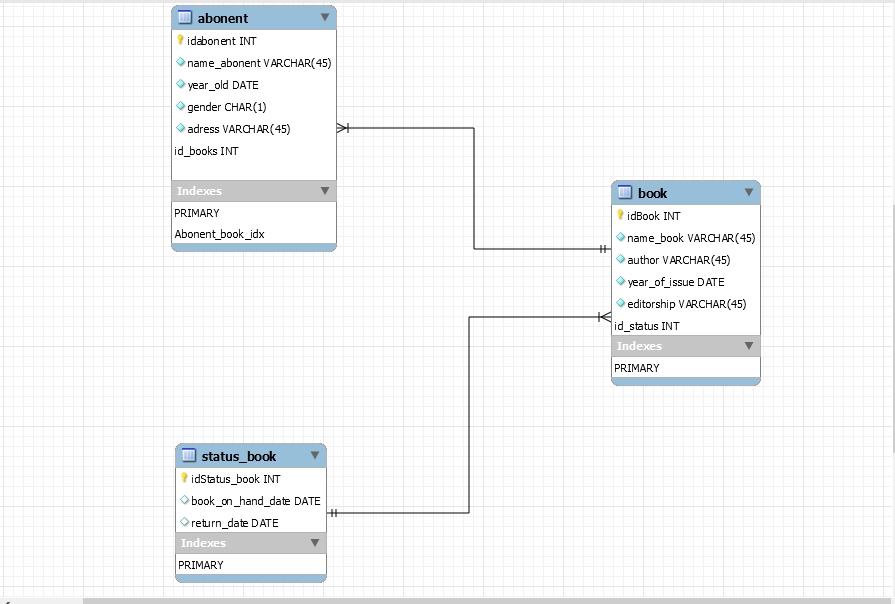 abonent
idabonent INT
name_abonent VARCHAR(45)
year_old DATE
gender CHAR(1)
adress VARCHAR(45)
id_books INT
Indexes
PRIMARY
Abonent_book_idx
book
idBook INT
name_book VARCHAR(45)
author VARCHAR(45)
year_of_issue DATE
editorship VARCHAR(45)
id_status INT
Indexes
PRIMARY
status_book
idStatus_book INT
book_on_hand_date DATE
return_date DATE
Indexes
PRIMARY